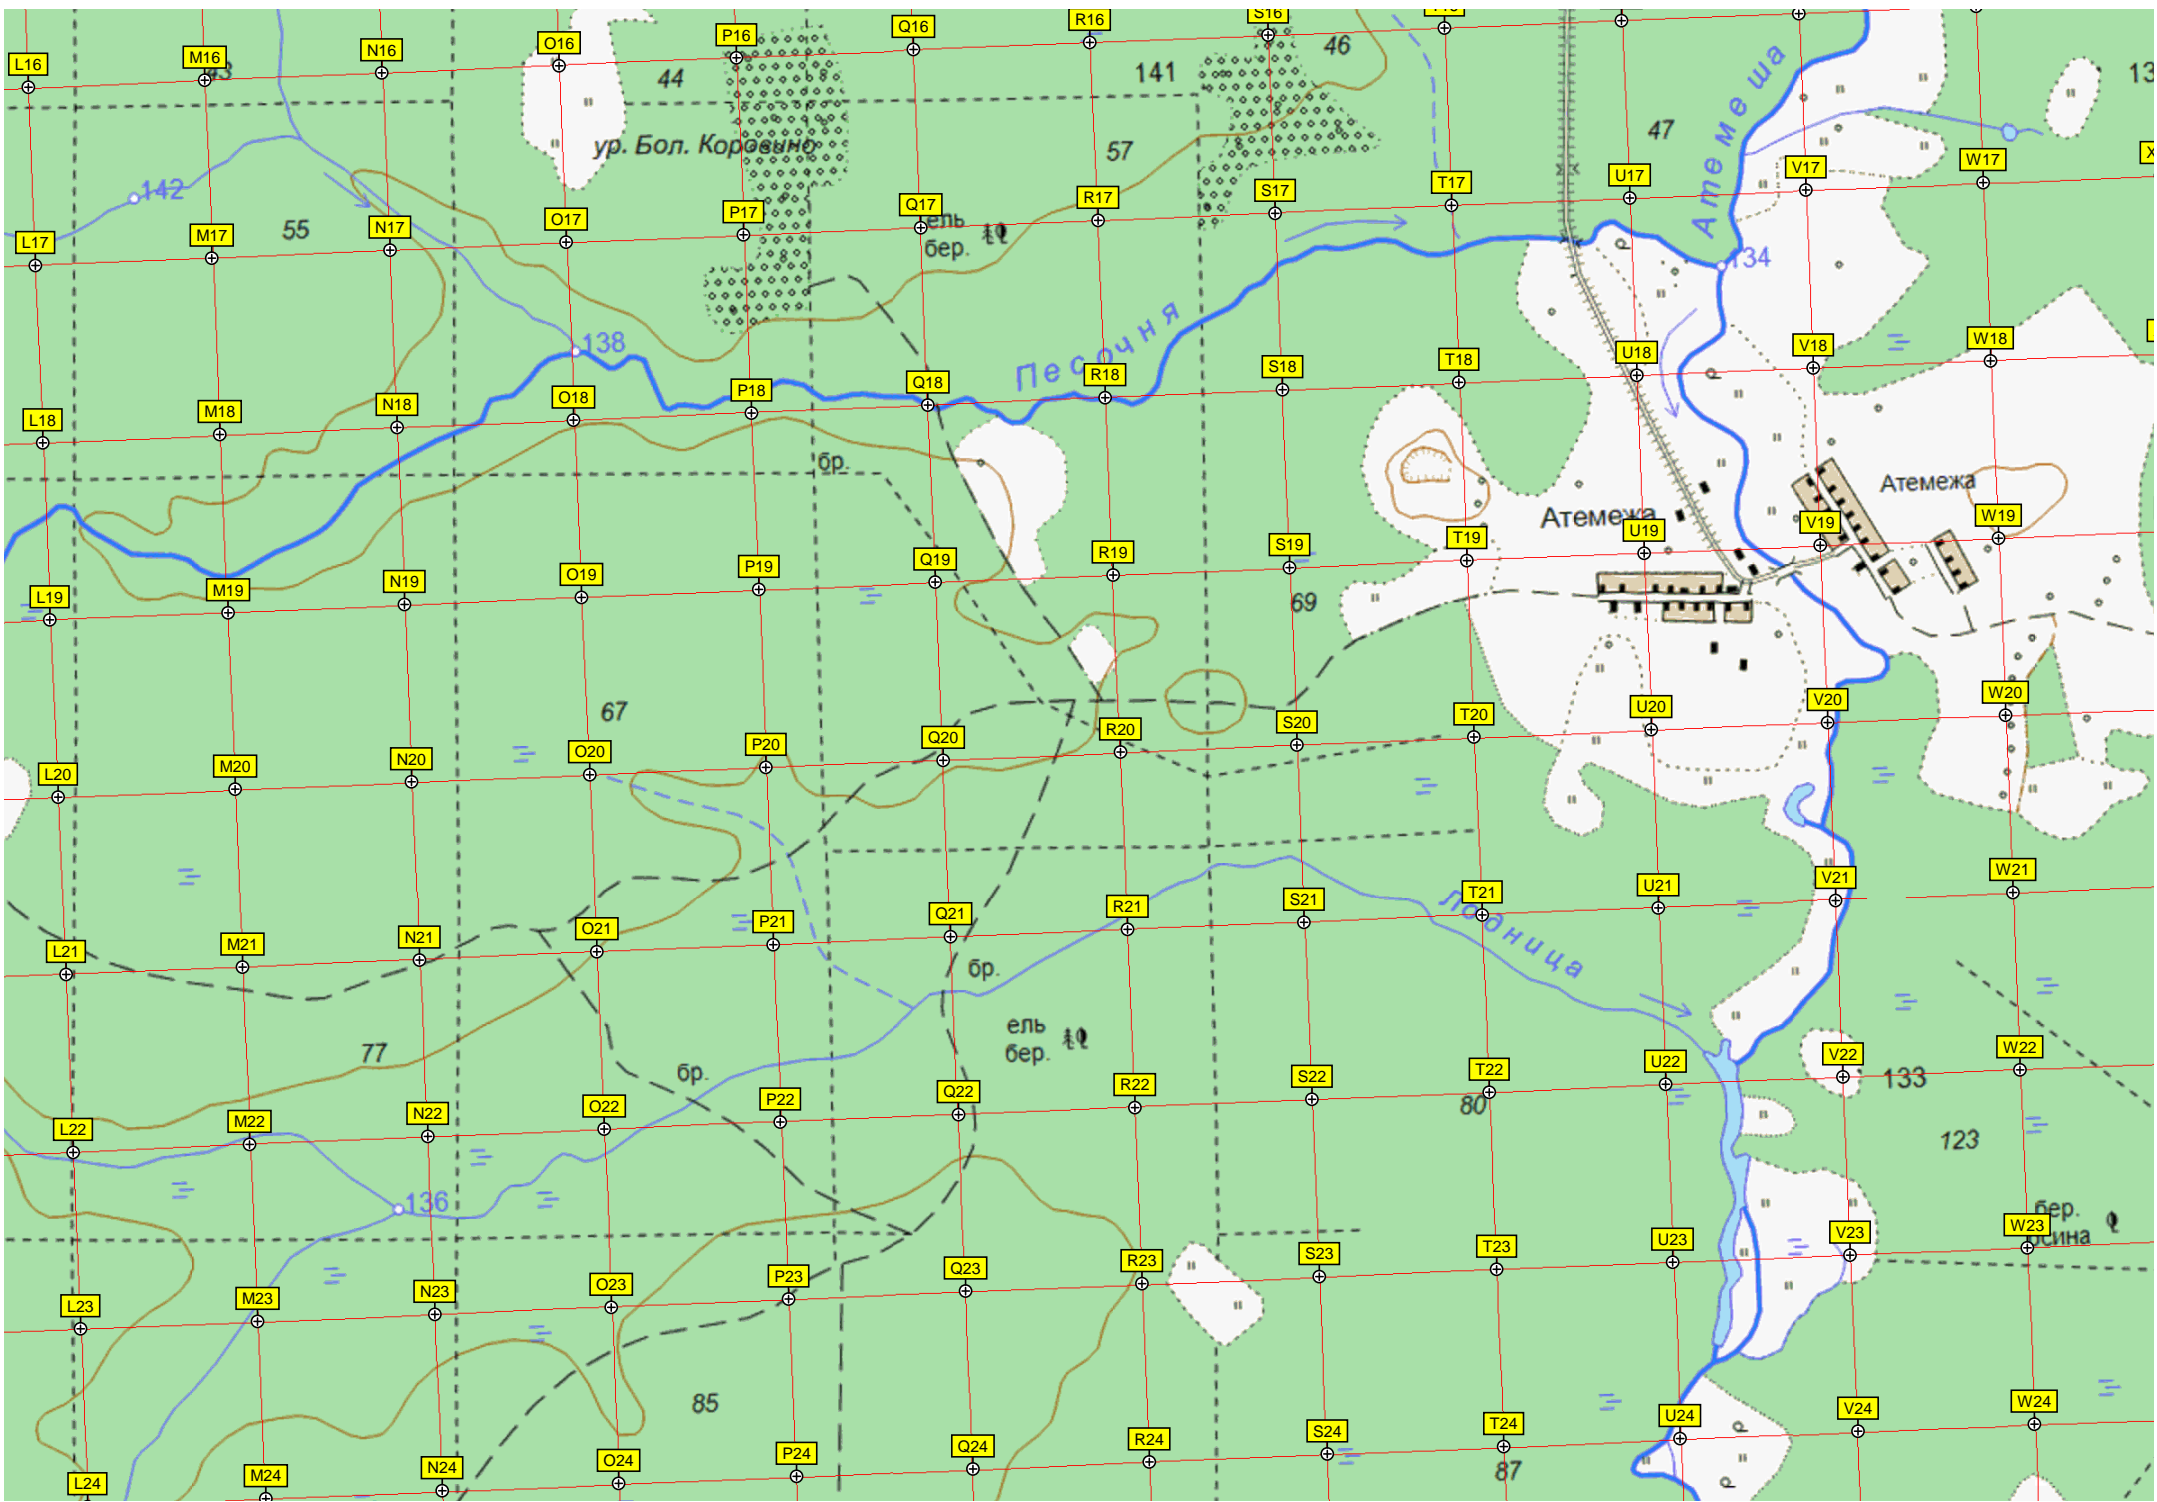 L16 M16 N16 O16 P16 Q16 R16 S16
43 44 141 46 13
ур. Бол. Коровино 57 47 Атемеша
142
L17 M17 N17 O17 P17 Q17 R17 S17 T17 U17 V17 W17 X
55
ель
бер.
134
138
Песочня
L18 M18 N18 O18 P18 Q18 R18 S18 T18 U18 V18 W18
бр.
Атемежа
Атемежа
L19 M19 N19 O19 P19 Q19 R19 S19 T19 U19 V19 W19
69
67
L20 M20 N20 O20 P20 Q20 R20 S20 T20 U20 V20 W20
L21 M21 N21 O21 P21 Q21 R21 S21 T21 U21 V21 W21
Лодница
бр.
ель
бер.
77
бр.
L22 M22 N22 O22 P22 Q22 R22 S22 T22 U22 V22 W22
80 133
123
136
бер.
осина
L23 M23 N23 O23 P23 Q23 R23 S23 T23 U23 V23 W23
85
L24 M24 N24 O24 P24 Q24 R24 S24 T24 U24 V24 W24
87